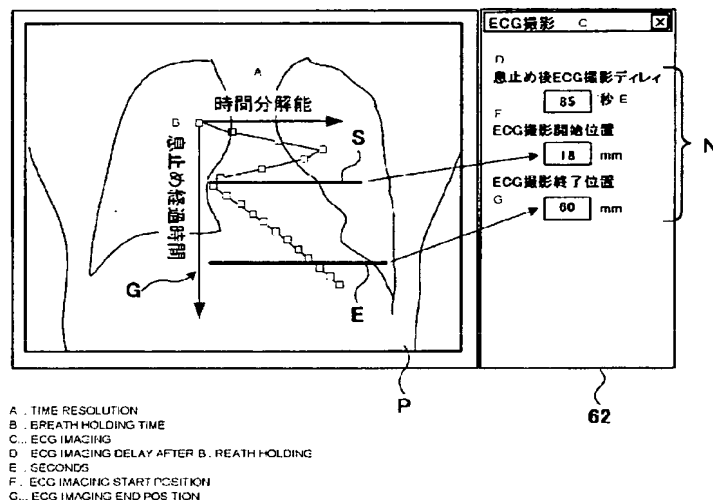 ECG撮影 C
A
時間分解能
B
息止め経過時間
S
G
E
P
D
息止め後ECG撮影ディレィ
85 秒 E
F
ECG撮影開始位置
18 mm
ECG撮影終了位置
G
60 mm
N
62
A . TIME RESOLUTION
B . BREATH HOLDING TIME
C... ECG IMAGING
D ECG IMAGING DELAY AFTER B. REATH HOLDING
E . SECONDS
F . ECG IMAGING START POSITION
G... ECG IMAGING END POSITION